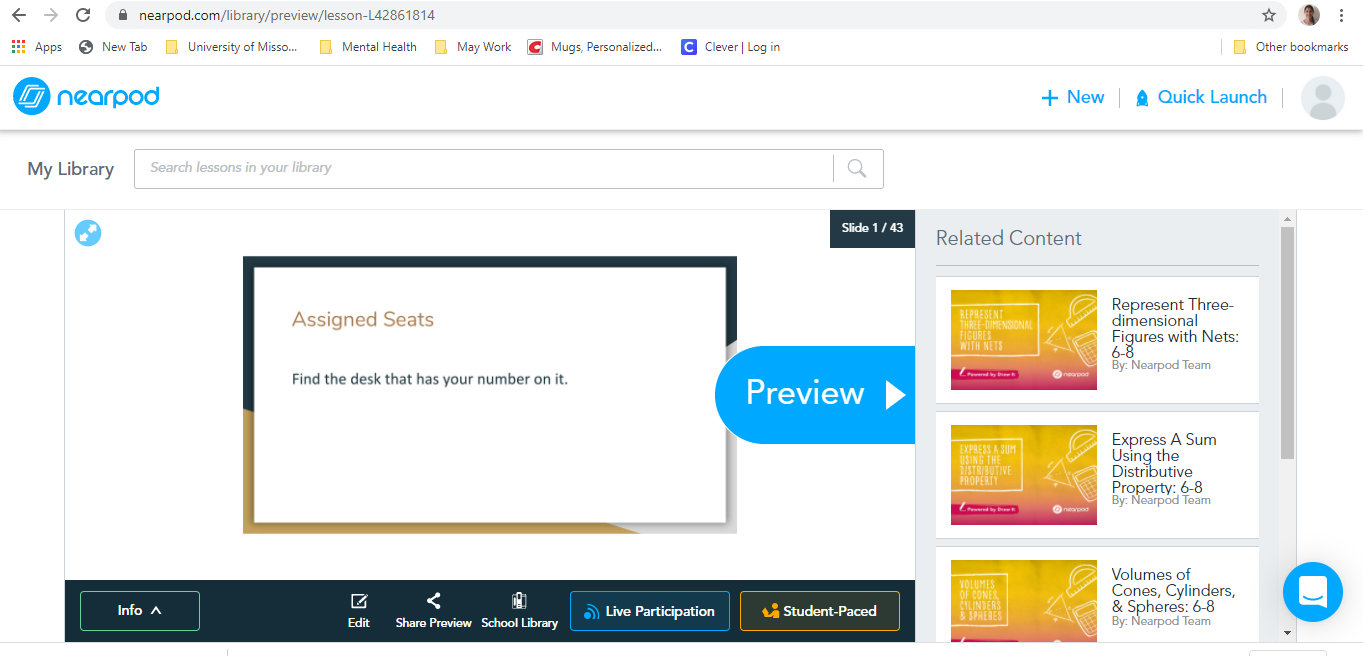 nearpod.com/library/preview/lesson-L42861814
Apps
New Tab
University of Misso...
Mental Health
May Work
Mugs, Personalized...
C
Clever | Log in
Other bookmarks
nearpod
+ New
Quick Launch
My Library
Search lessons in your library
Slide 1 / 43
Assigned Seats
Find the desk that has your number on it.
Preview
Info
Edit
Share Preview
School Library
Live Participation
Student-Paced
Related Content
REPRESENT
THREE-DIMENSIONAL
FIGURES
WITH NETS
Powered by Draw It
nearpod
Represent Three-
dimensional
Figures with Nets:
6-8
By: Nearpod Team
EXPRESS A SUM
USING THE
DISTRIBUTIVE
PROPERTY
Powered by Draw It
nearpod
Express A Sum
Using the
Distributive
Property: 6-8
By: Nearpod Team
VOLUMES
OF CONES,
CYLINDERS
& SPHERES
Powered by Draw It
nearpod
Volumes of
Cones, Cylinders,
& Spheres: 6-8
By: Nearpod Team